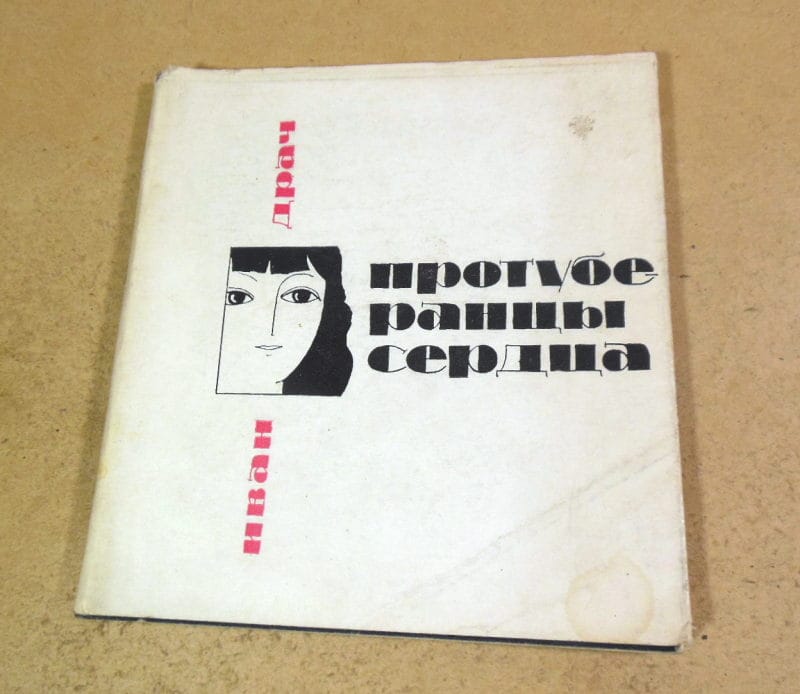 иван драч
протубе-
ранцы
сердца